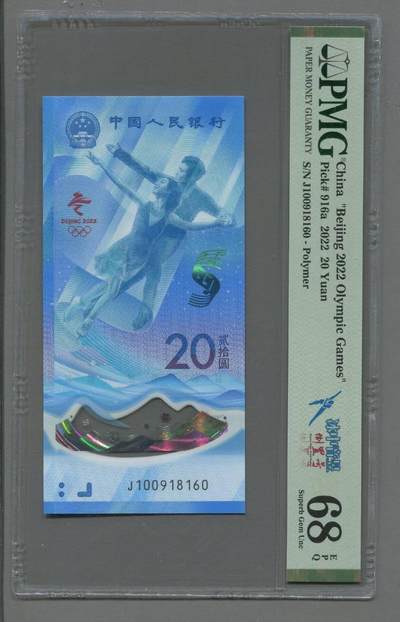 中國人民银行
BEIJING 2022
20
贰拾圆
J100918160
PMG
PAPER MONEY GUARANTY
China "Beijing 2022 Olympic Games"
Pick# 916a 2022 20 Yuan
S/N J100918160 - Polymer
68
EPQ
Superb Gem Unc